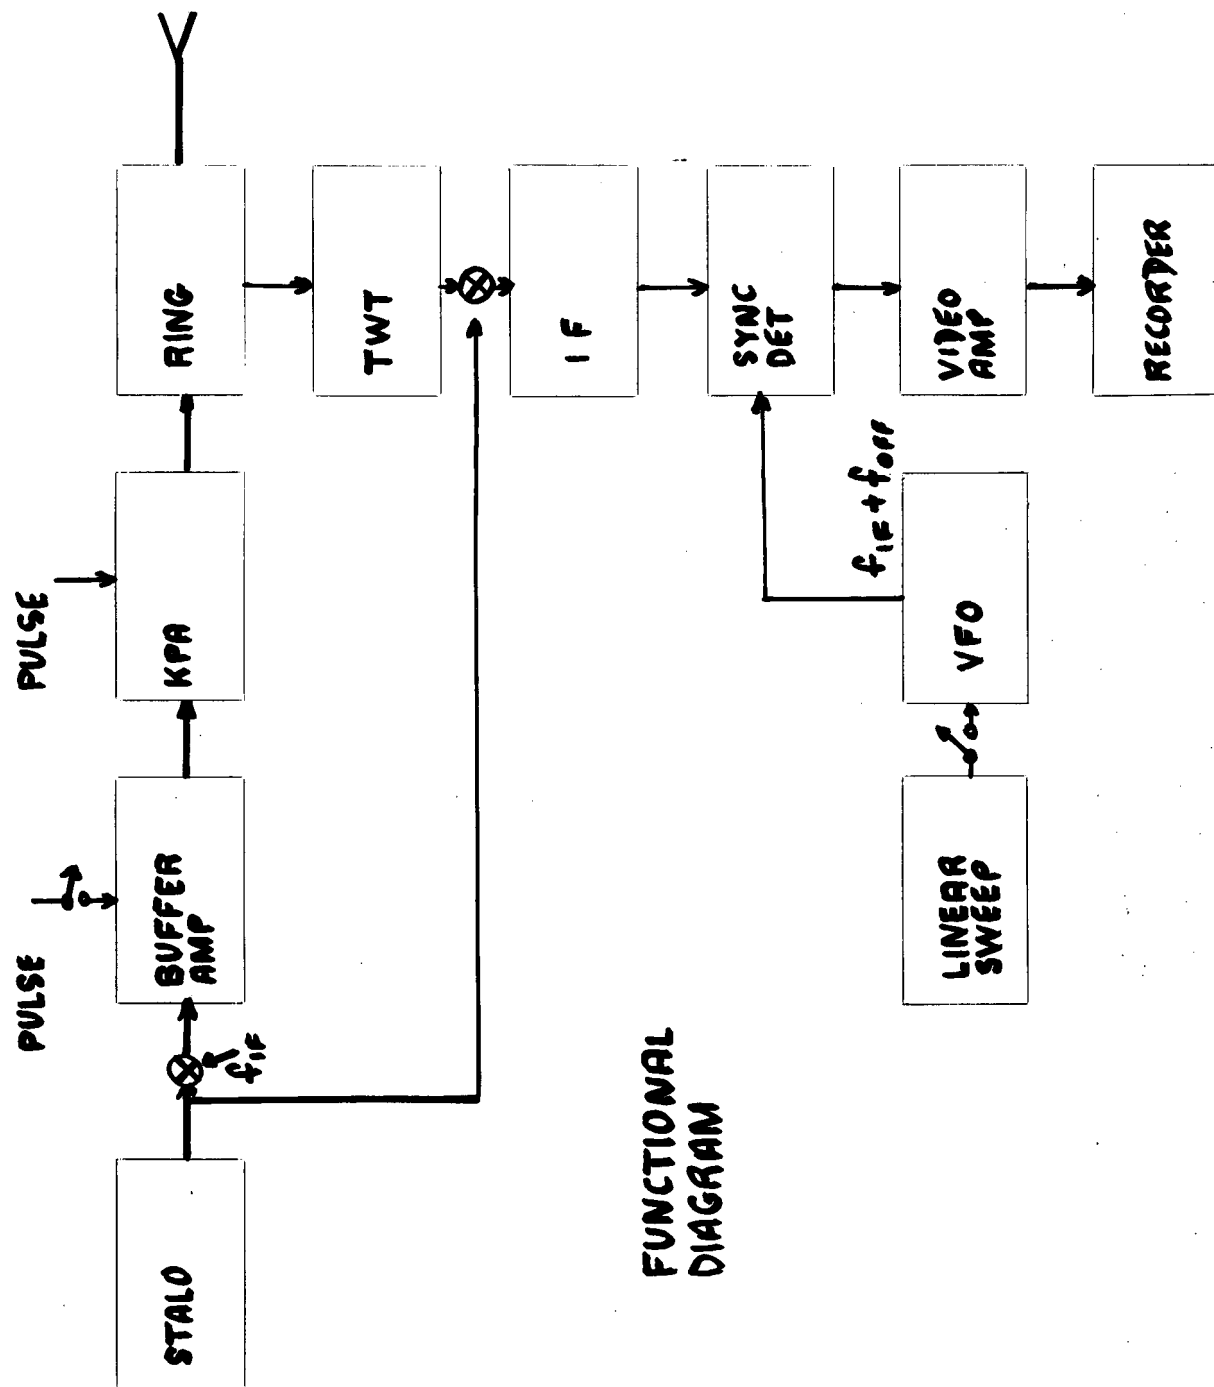 PULSE
PULSE
STALO
f_IF
BUFFER
AMP
KPA
RING
TWT
IF
SYNC
DET
VIDEO
AMP
RECORDER
f_IF + f_OFF
LINEAR
SWEEP
VFO
FUNCTIONAL
DIAGRAM